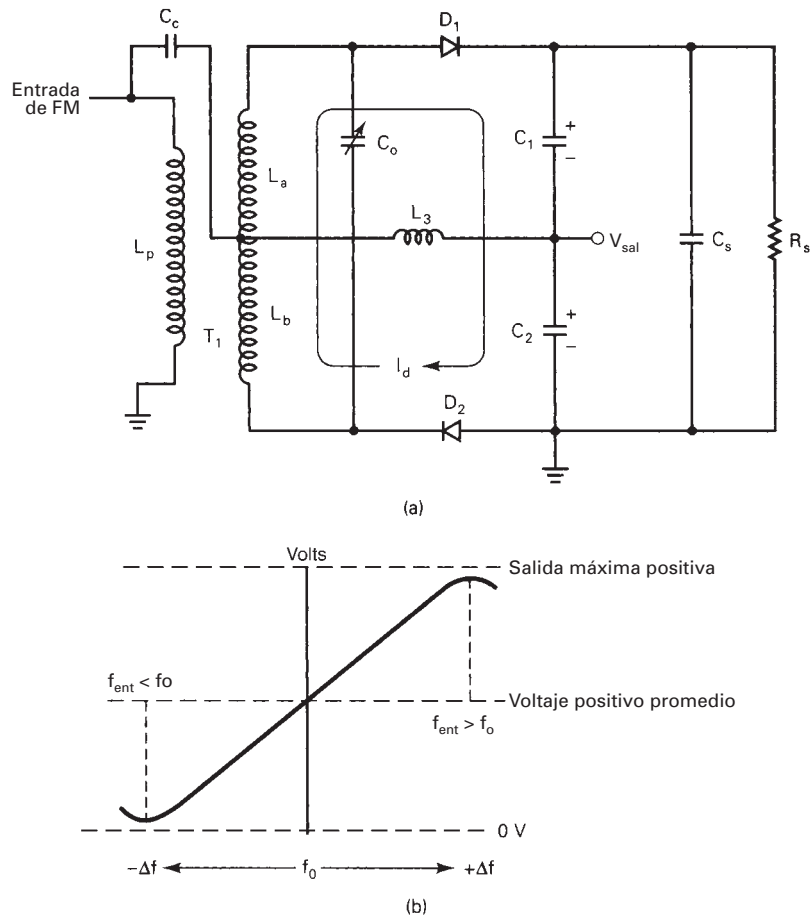 C_c
D_1
Entrada
de FM
L_a
C_o
C_1
+
−
L_3
V_sal
L_p
C_s
R_s
L_b
T_1
C_2
+
−
I_d
D_2
(a)
Volts
Salida máxima positiva
f_ent < fo
Voltaje positivo promedio
f_ent > f_o
0 V
−Δf
f_0
+Δf
(b)